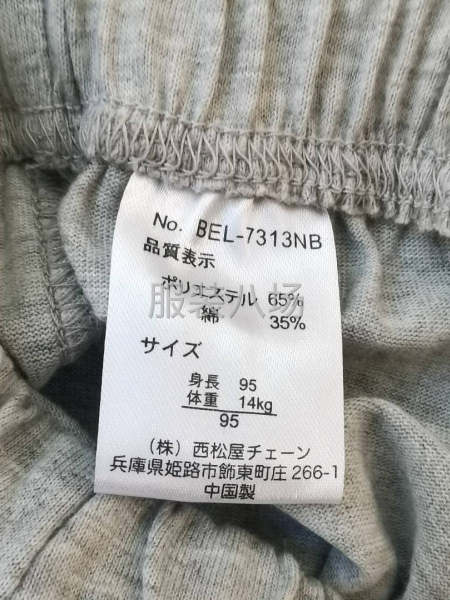 No. BEL-7313NB
品質表示
ポリエステル 65%
綿 35%
サイズ
身長 95
体重 14kg
95
(株) 西松屋チェーン
兵庫県姫路市飾東町庄 266-1
中国製
服装八场